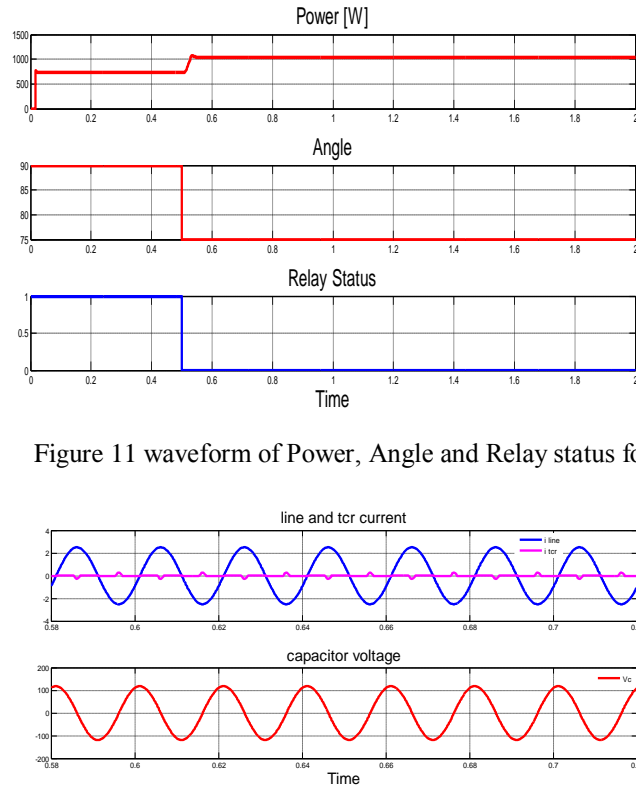 Power [W]
1500
1000
500
0
0 0.2 0.4 0.6 0.8 1 1.2 1.4 1.6 1.8 2
Angle
90
85
80
75
0 0.2 0.4 0.6 0.8 1 1.2 1.4 1.6 1.8 2
Relay Status
1
0.5
0
0 0.2 0.4 0.6 0.8 1 1.2 1.4 1.6 1.8 2
Time
Figure 11 waveform of Power, Angle and Relay status fo
line and tcr current
4
2
0
-2
-4
i line
i tcr
0.58 0.6 0.62 0.64 0.66 0.68 0.7 0.
capacitor voltage
200
100
0
-100
-200
Vc
0.58 0.6 0.62 0.64 0.66 0.68 0.7 0.
Time